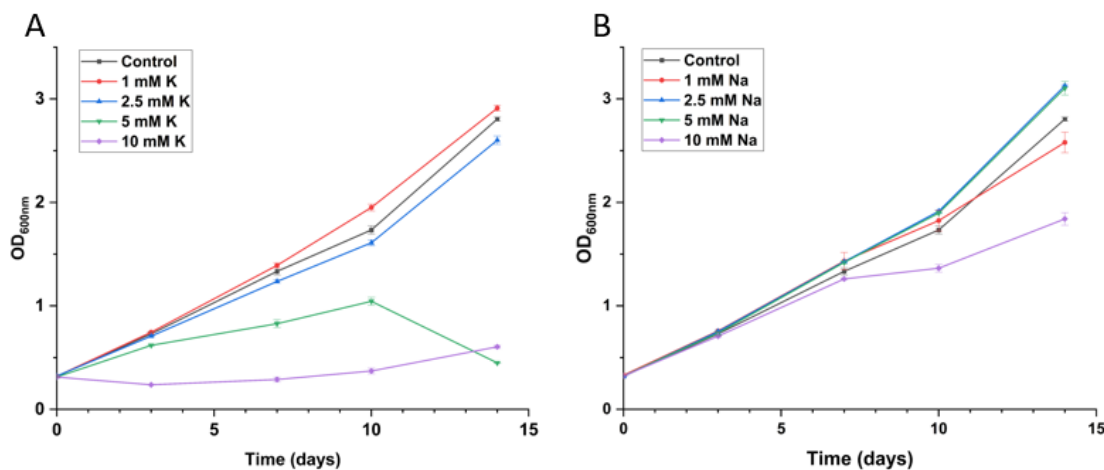 A
Control
1 mM K
2.5 mM K
5 mM K
10 mM K
OD600nm
3
2
1
0
0
5
10
15
Time (days)
B
Control
1 mM Na
2.5 mM Na
5 mM Na
10 mM Na
OD600nm
3
2
1
0
0
5
10
15
Time (days)